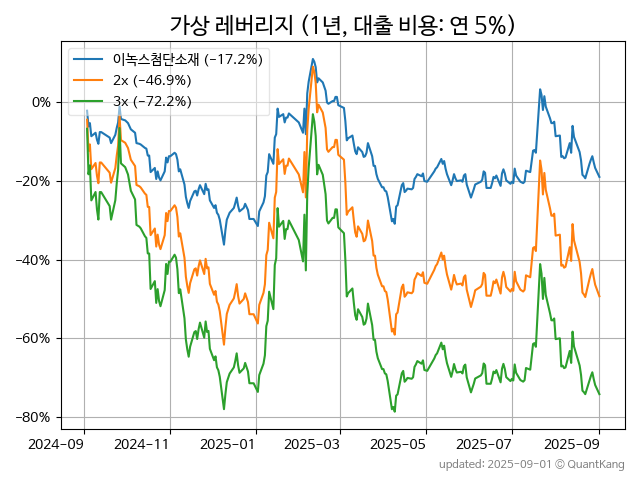 가상 레버리지 (1년, 대출 비용: 연 5%)
이녹스첨단소재 (−17.2%)
2x (−46.9%)
3x (−72.2%)
0%
−20%
−40%
−60%
−80%
2024-09 2024-11 2025-01 2025-03 2025-05 2025-07 2025-09
updated: 2025-09-01 © QuantKang